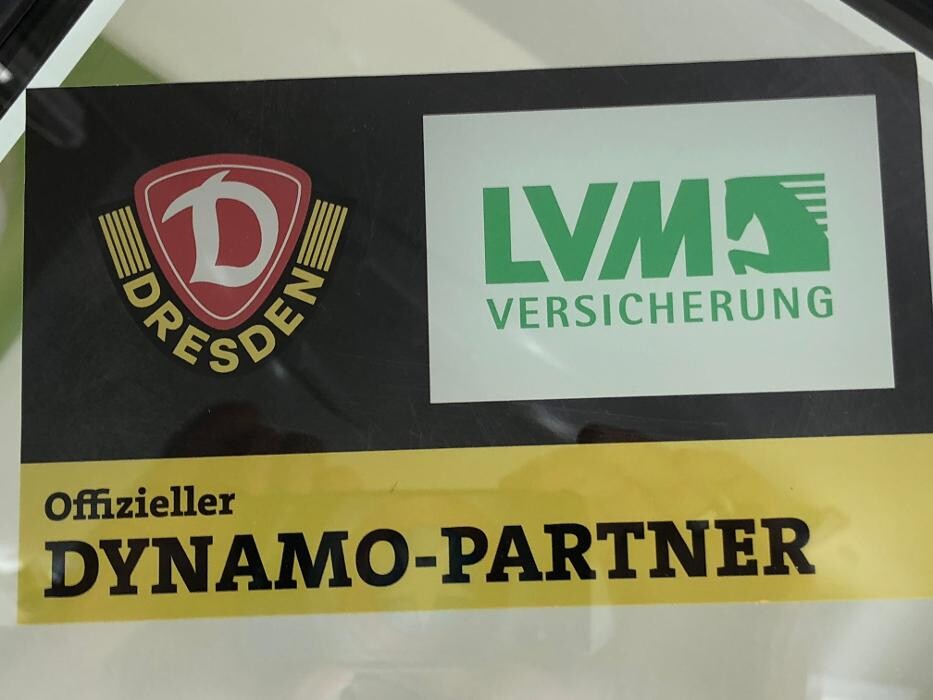 D
DRESDEN
LVM
VERSICHERUNG
Offizieller
DYNAMO-PARTNER